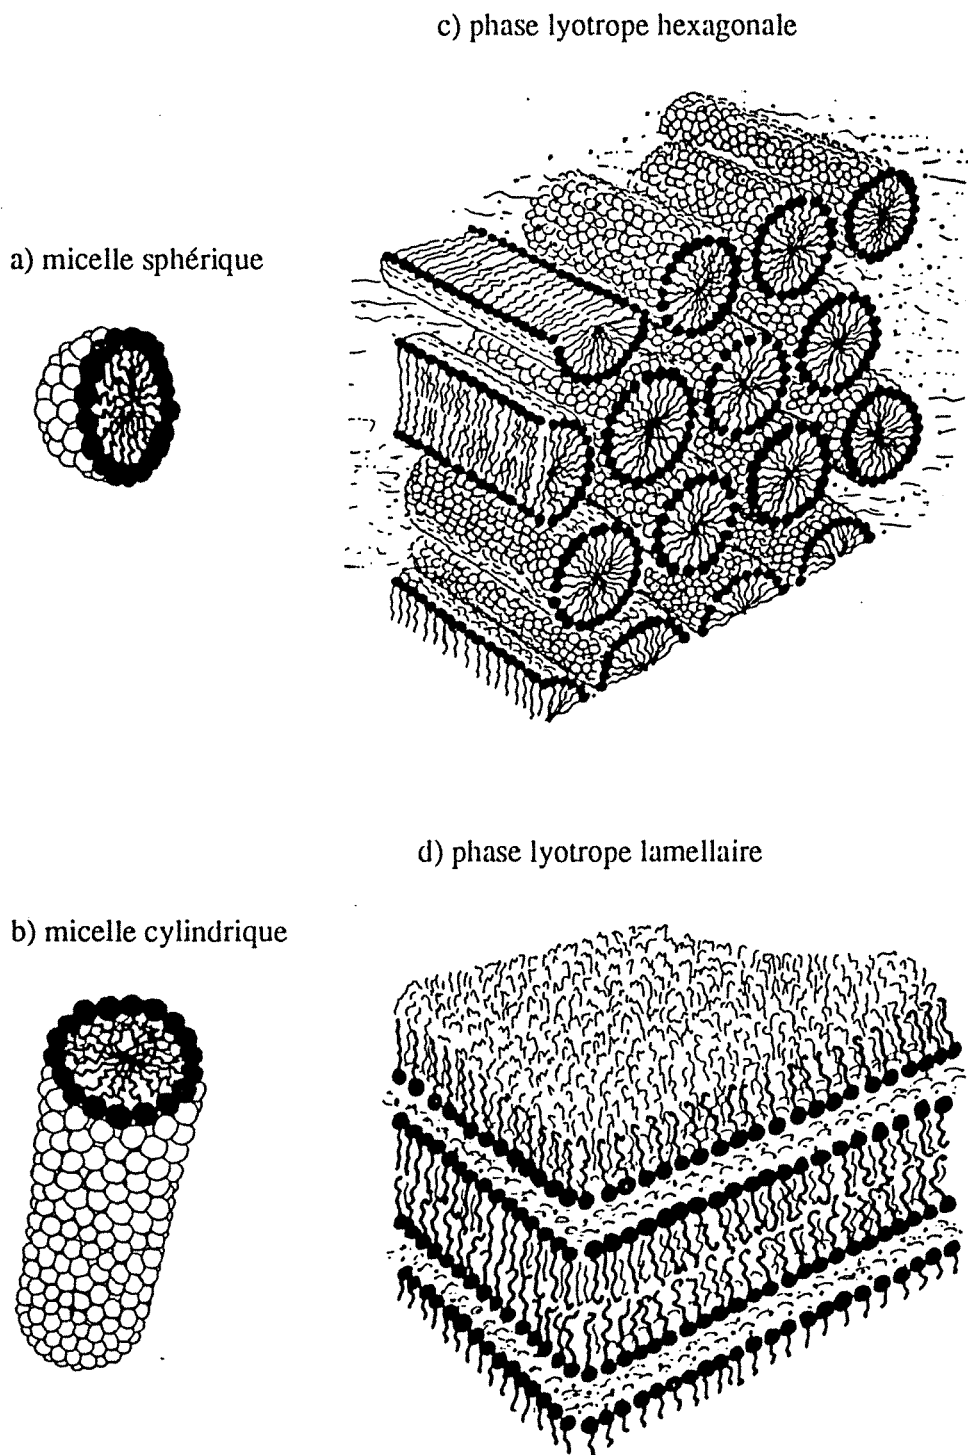 c) phase lyotrope hexagonale
a) micelle sphérique
d) phase lyotrope lamellaire
b) micelle cylindrique